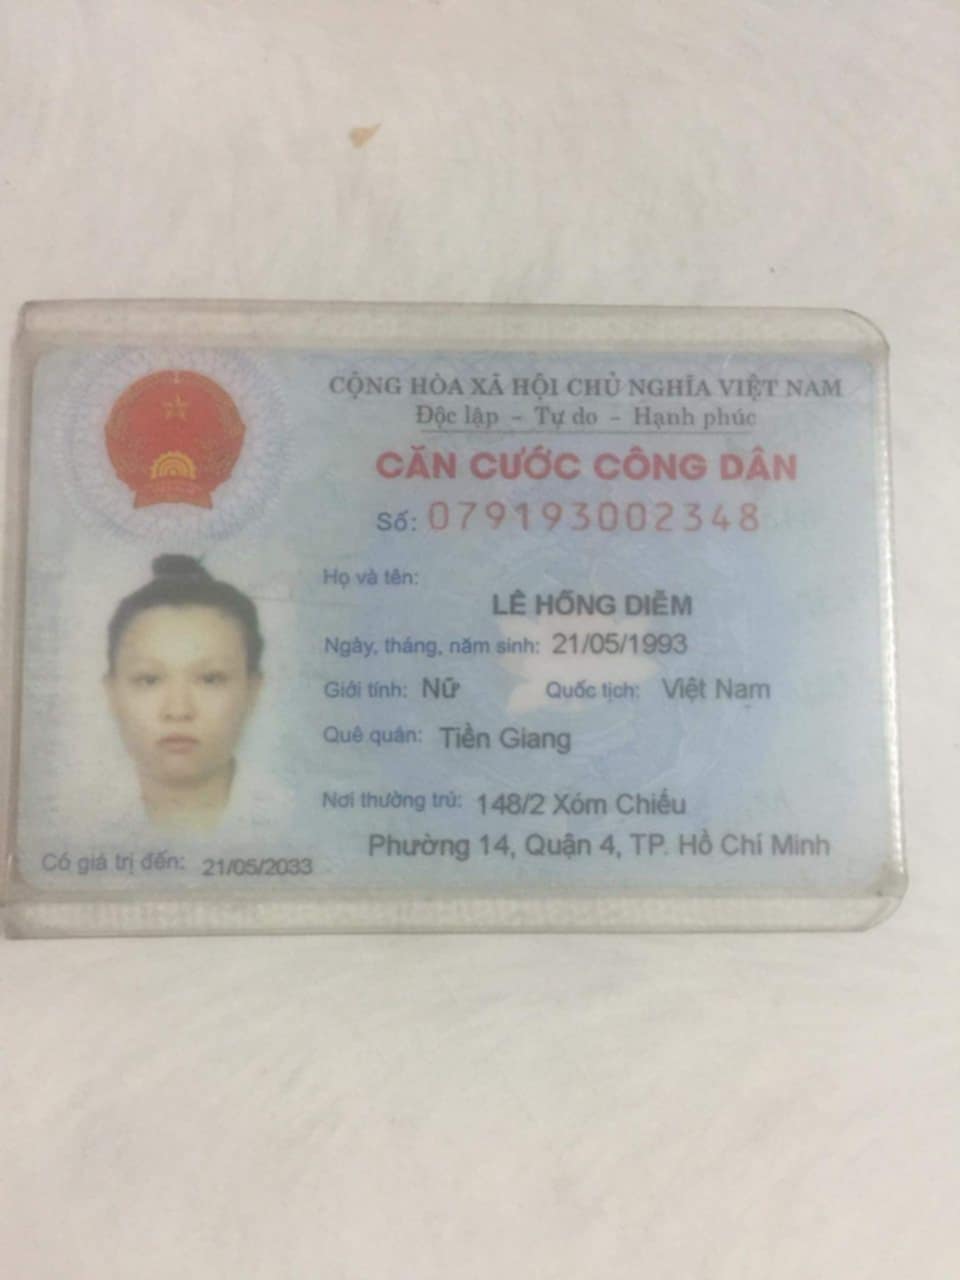 CỘNG HÒA XÃ HỘI CHỦ NGHĨA VIỆT NAM
Độc lập – Tự do – Hạnh phúc
CĂN CƯỚC CÔNG DÂN
Số: 079193002348
Họ và tên:
LÊ HỒNG DIỄM
Ngày, tháng, năm sinh: 21/05/1993
Giới tính: Nữ Quốc tịch: Việt Nam
Quê quán: Tiền Giang
Nơi thường trú: 148/2 Xóm Chiếu
Phường 14, Quận 4, TP. Hồ Chí Minh
Có giá trị đến: 21/05/2033